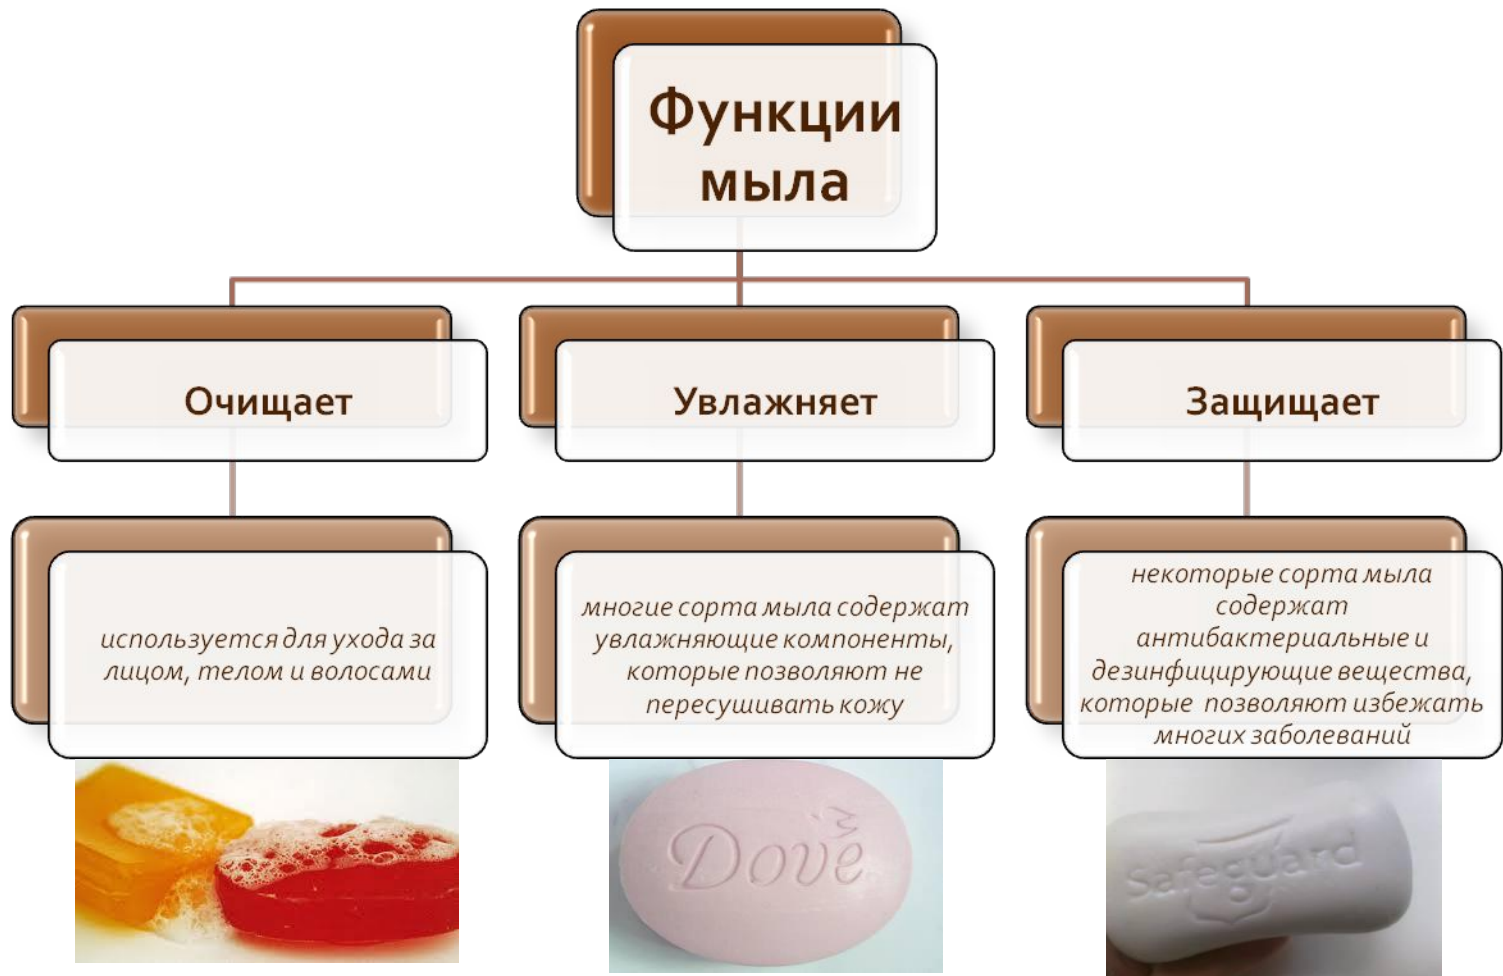 Функции
мыла
Очищает
Увлажняет
Защищает
используется для ухода за
лицом, телом и волосами
многие сорта мыла содержат
увлажняющие компоненты,
которые позволяют не
пересушивать кожу
некоторые сорта мыла
содержат
антибактериальные и
дезинфицирующие вещества,
которые  позволяют избежать
многих заболеваний
Dove
Safeguard